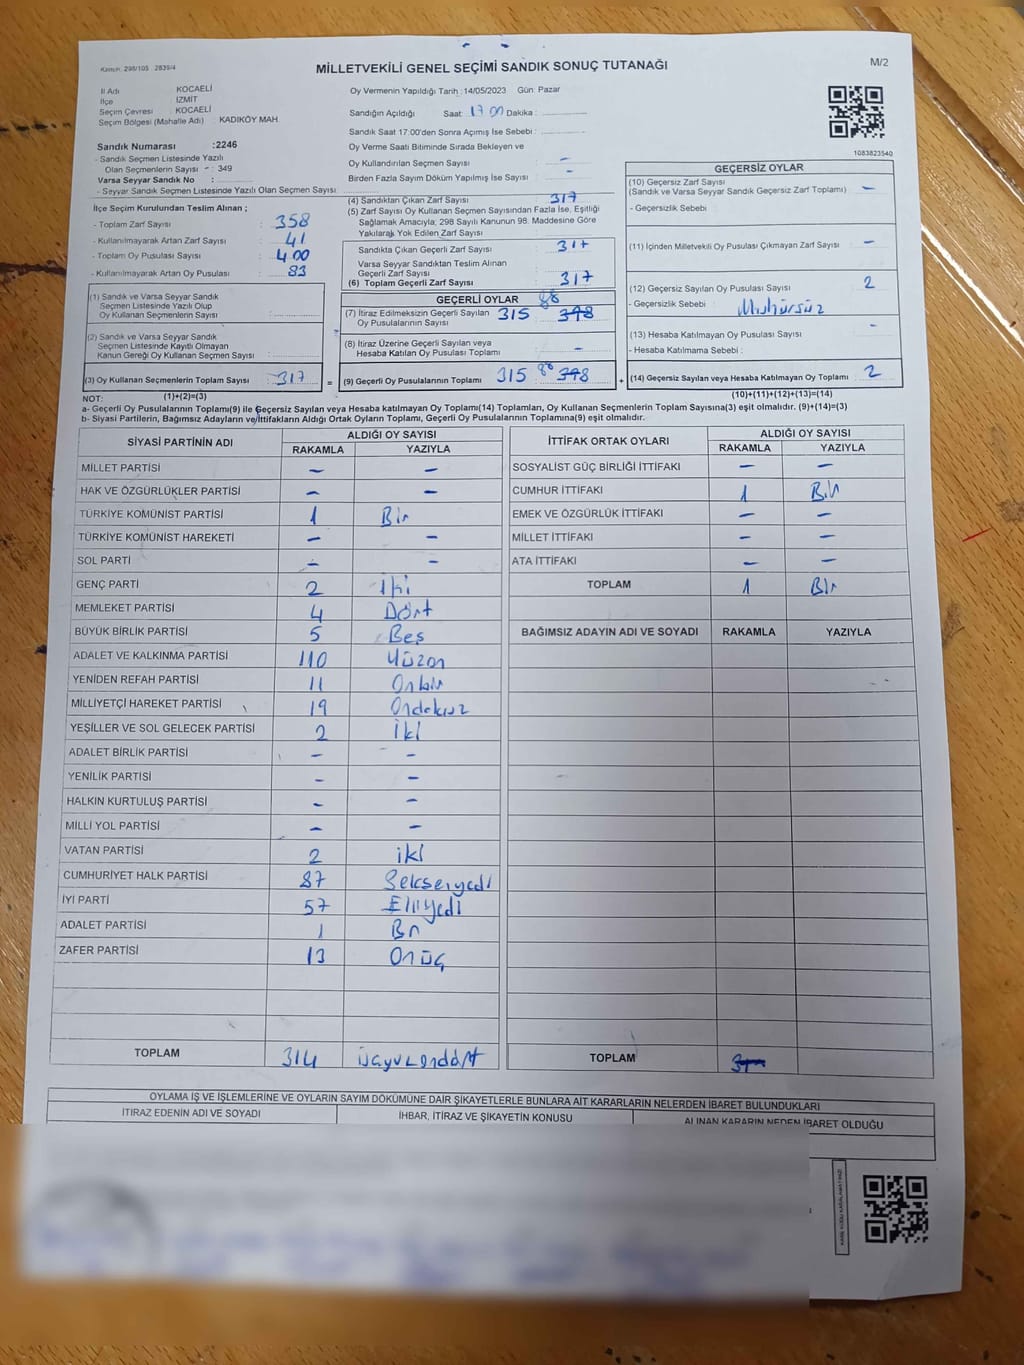 Kanun: 298/105 2839/4
MİLLETVEKİLİ GENEL SEÇİMİ SANDIK SONUÇ TUTANAĞI
M/2
İl Adı KOCAELİ
İlçe İZMİT
Seçim Çevresi KOCAELİ
Seçim Bölgesi (Mahalle Adı) KADIKÖY MAH.
Sandık Numarası :2246
- Sandık Seçmen Listesinde Yazılı
Olan Seçmenlerin Sayısı : 349
Varsa Seyyar Sandık No :
- Seyyar Sandık Seçmen Listesinde Yazılı Olan Seçmen Sayısı
İlçe Seçim Kurulundan Teslim Alınan ;
- Toplam Zarf Sayısı : 358
- Kullanılmayarak Artan Zarf Sayısı : 41
- Toplam Oy Pusulası Sayısı : 400
- Kullanılmayarak Artan Oy Pusulası : 83
(1) Sandık ve Varsa Seyyar Sandık
Seçmen Listesinde Yazılı Olup
Oy Kullanan Seçmenlerin Sayısı :
(2) Sandık ve Varsa Seyyar Sandık
Seçmen Listesinde Kayıtlı Olmayan
Kanun Gereği Oy Kullanan Seçmen Sayısı :
(3) Oy Kullanan Seçmenlerin Toplam Sayısı : 317
(1)+(2)=(3)
Oy Vermenin Yapıldığı Tarih :14/05/2023 Gün: Pazar
Sandığın Açıldığı Saat: 17 00 Dakika :
Sandık Saat 17:00'den Sonra Açımış İse Sebebi :
Oy Verme Saati Bitiminde Sırada Bekleyen ve
Oy Kullandırılan Seçmen Sayısı : -
Birden Fazla Sayım Döküm Yapılmış İse Sayısı : -
(4) Sandıktan Çıkan Zarf Sayısı : 317
(5) Zarf Sayısı Oy Kullanan Seçmen Sayısından Fazla İse, Eşitliği
Sağlamak Amacıyla; 298 Sayılı Kanunun 98. Maddesine Göre
Yakılarak Yok Edilen Zarf Sayısı :
Sandıkta Çıkan Geçerli Zarf Sayısı : 317
Varsa Seyyar Sandıktan Teslim Alınan
Geçerli Zarf Sayısı :
(6) Toplam Geçerli Zarf Sayısı : 317
GEÇERLİ OYLAR 88
(7) İtiraz Edilmeksizin Geçerli Sayılan 315 398
Oy Pusulalarının Sayısı
(8) İtiraz Üzerine Geçerli Sayılan veya
Hesaba Katılan Oy Pusulası Toplamı : -
= (9) Geçerli Oy Pusulalarının Toplamı 315 88 398
1083823540
GEÇERSİZ OYLAR
(10) Geçersiz Zarf Sayısı
(Sandık ve Varsa Seyyar Sandık Geçersiz Zarf Toplamı) -
- Geçersizlik Sebebi :
(11) İçinden Milletvekili Oy Pusulası Çıkmayan Zarf Sayısı -
(12) Geçersiz Sayılan Oy Pusulası Sayısı : 2
- Geçersizlik Sebebi : Mühürsüz
(13) Hesaba Katılmayan Oy Pusulası Sayısı : -
- Hesaba Katılmama Sebebi :
+ (14) Geçersiz Sayılan veya Hesaba Katılmayan Oy Toplamı 2
(10)+(11)+(12)+(13)=(14)
NOT:
a- Geçerli Oy Pusulalarının Toplamı(9) ile Geçersiz Sayılan veya Hesaba katılmayan Oy Toplamı(14) Toplamları, Oy Kullanan Seçmenlerin Toplam Sayısına(3) eşit olmalıdır. (9)+(14)=(3)
b- Siyasi Partilerin, Bağımsız Adayların ve İttifakların Aldığı Ortak Oyların Toplamı, Geçerli Oy Pusulalarının Toplamına(9) eşit olmalıdır.
SİYASİ PARTİNİN ADI ALDIĞI OY SAYISI
RAKAMLA YAZIYLA
MİLLET PARTİSİ - -
HAK VE ÖZGÜRLÜKLER PARTİSİ - -
TÜRKİYE KOMÜNİST PARTİSİ 1 Bir
TÜRKİYE KOMÜNİST HAREKETİ - -
SOL PARTİ - -
GENÇ PARTİ 2 İki
MEMLEKET PARTİSİ 4 Dört
BÜYÜK BİRLİK PARTİSİ 5 Beş
ADALET VE KALKINMA PARTİSİ 110 Yüzon
YENİDEN REFAH PARTİSİ 11 Onbir
MİLLİYETÇİ HAREKET PARTİSİ 19 Ondokuz
YEŞİLLER VE SOL GELECEK PARTİSİ 2 İki
ADALET BİRLİK PARTİSİ - -
YENİLİK PARTİSİ - -
HALKIN KURTULUŞ PARTİSİ - -
MİLLİ YOL PARTİSİ - -
VATAN PARTİSİ 2 iki
CUMHURİYET HALK PARTİSİ 87 Seksenyedi
İYİ PARTİ 57 Elliyedi
ADALET PARTİSİ 1 Bir
ZAFER PARTİSİ 13 Onüç
TOPLAM 314 üçyüzondört
İTTİFAK ORTAK OYLARI ALDIĞI OY SAYISI
RAKAMLA YAZIYLA
SOSYALİST GÜÇ BİRLİĞİ İTTİFAKI - -
CUMHUR İTTİFAKI 1 Bir
EMEK VE ÖZGÜRLÜK İTTİFAKI - -
MİLLET İTTİFAKI - -
ATA İTTİFAKI - -
TOPLAM 1 Bir
BAĞIMSIZ ADAYIN ADI VE SOYADI RAKAMLA YAZIYLA
TOPLAM
OYLAMA İŞ VE İŞLEMLERİNE VE OYLARIN SAYIM DÖKÜMÜNE DAİR ŞİKAYETLERLE BUNLARA AİT KARARLARIN NELERDEN İBARET BULUNDUKLARI
İTİRAZ EDENİN ADI VE SOYADI İHBAR, İTİRAZ VE ŞİKAYETİN KONUSU ALINAN KARARIN NEDEN İBARET OLDUĞU